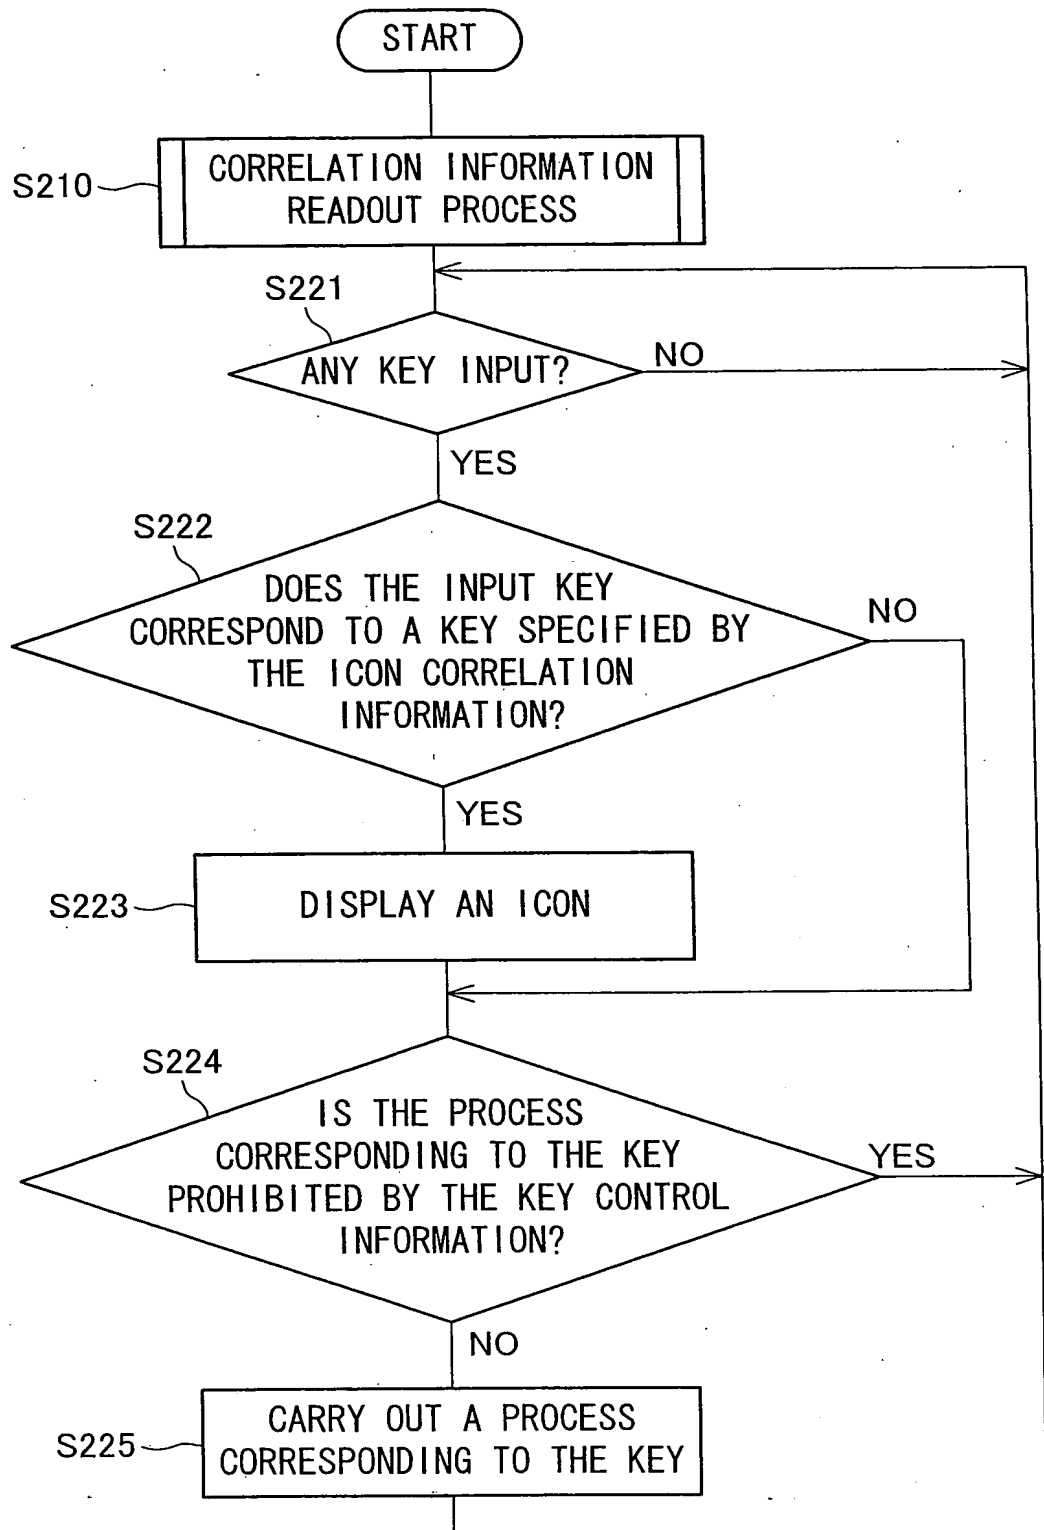 START
S210
CORRELATION INFORMATION
READOUT PROCESS
S221
ANY KEY INPUT?
NO
YES
S222
DOES THE INPUT KEY
CORRESPOND TO A KEY SPECIFIED BY
THE ICON CORRELATION
INFORMATION?
NO
YES
S223
DISPLAY AN ICON
S224
IS THE PROCESS
CORRESPONDING TO THE KEY
PROHIBITED BY THE KEY CONTROL
INFORMATION?
YES
NO
S225
CARRY OUT A PROCESS
CORRESPONDING TO THE KEY